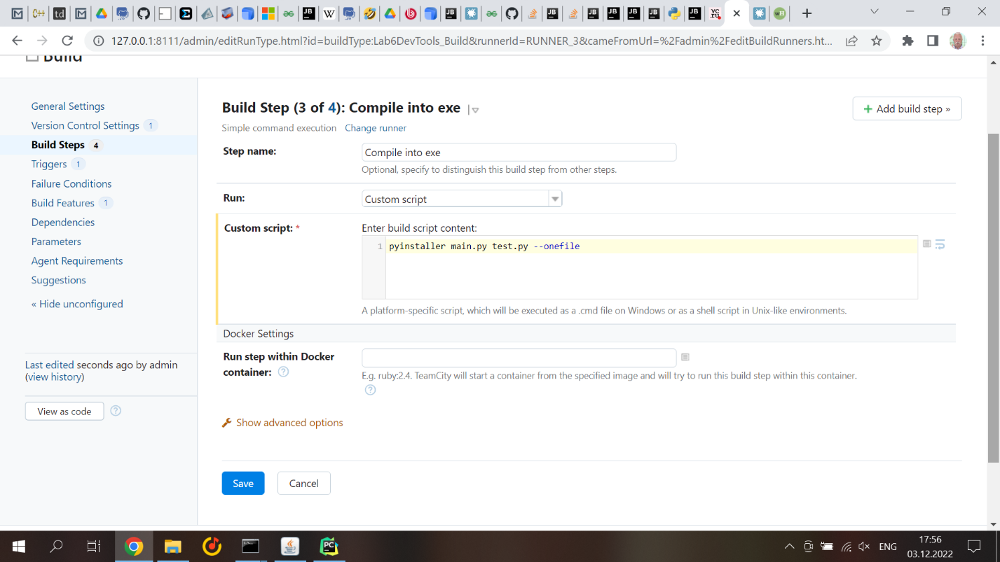 127.0.0.1:8111/admin/editRunType.html?id=buildType:Lab6DevTools_Build&runnerId=RUNNER_3&cameFromUrl=%2Fadmin%2FeditBuildRunners.ht...
Build
General Settings
Version Control Settings 1
Build Steps 4
Triggers 1
Failure Conditions
Build Features 1
Dependencies
Parameters
Agent Requirements
Suggestions
« Hide unconfigured
Last edited seconds ago by admin
(view history)
View as code
Build Step (3 of 4): Compile into exe
+ Add build step »
Simple command execution Change runner
Step name: Compile into exe
Optional, specify to distinguish this build step from other steps.
Run: Custom script
Custom script: * Enter build script content:
1 pyinstaller main.py test.py --onefile
A platform-specific script, which will be executed as a .cmd file on Windows or as a shell script in Unix-like environments.
Docker Settings
Run step within Docker
container: ?
E.g. ruby:2.4. TeamCity will start a container from the specified image and will try to run this build step within this container.
Show advanced options
Save Cancel
ENG
17:56
03.12.2022